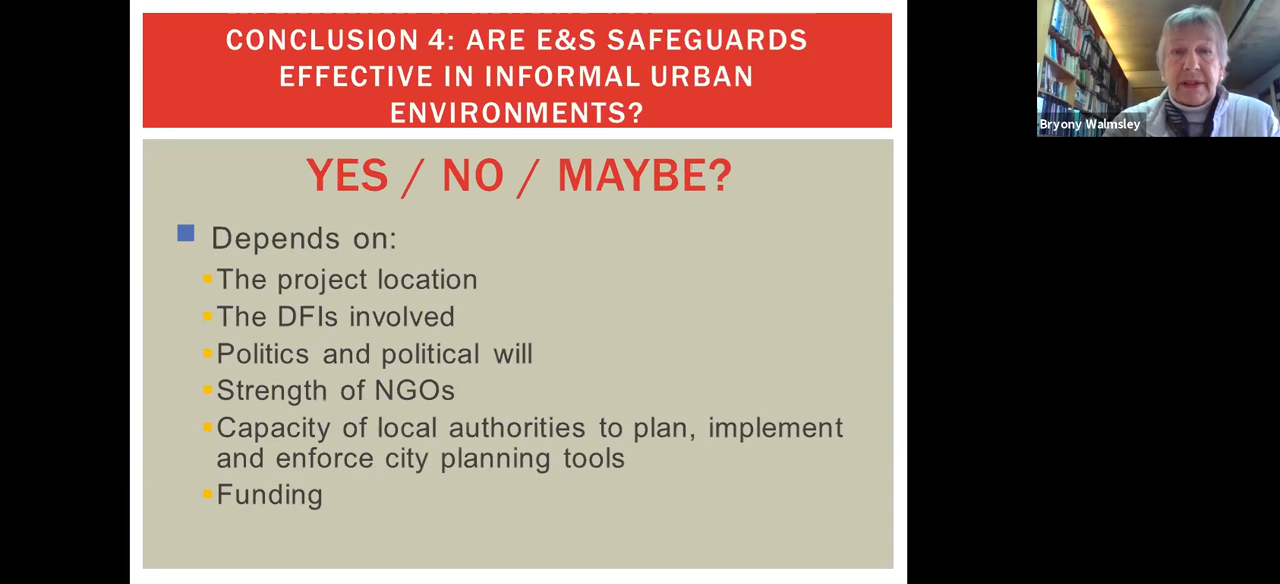 CONCLUSION 4: ARE E&S SAFEGUARDS
EFFECTIVE IN INFORMAL URBAN
ENVIRONMENTS?
YES / NO / MAYBE?
Depends on:
The project location
The DFIs involved
Politics and political will
Strength of NGOs
Capacity of local authorities to plan, implement
and enforce city planning tools
Funding
Bryony Walmsley